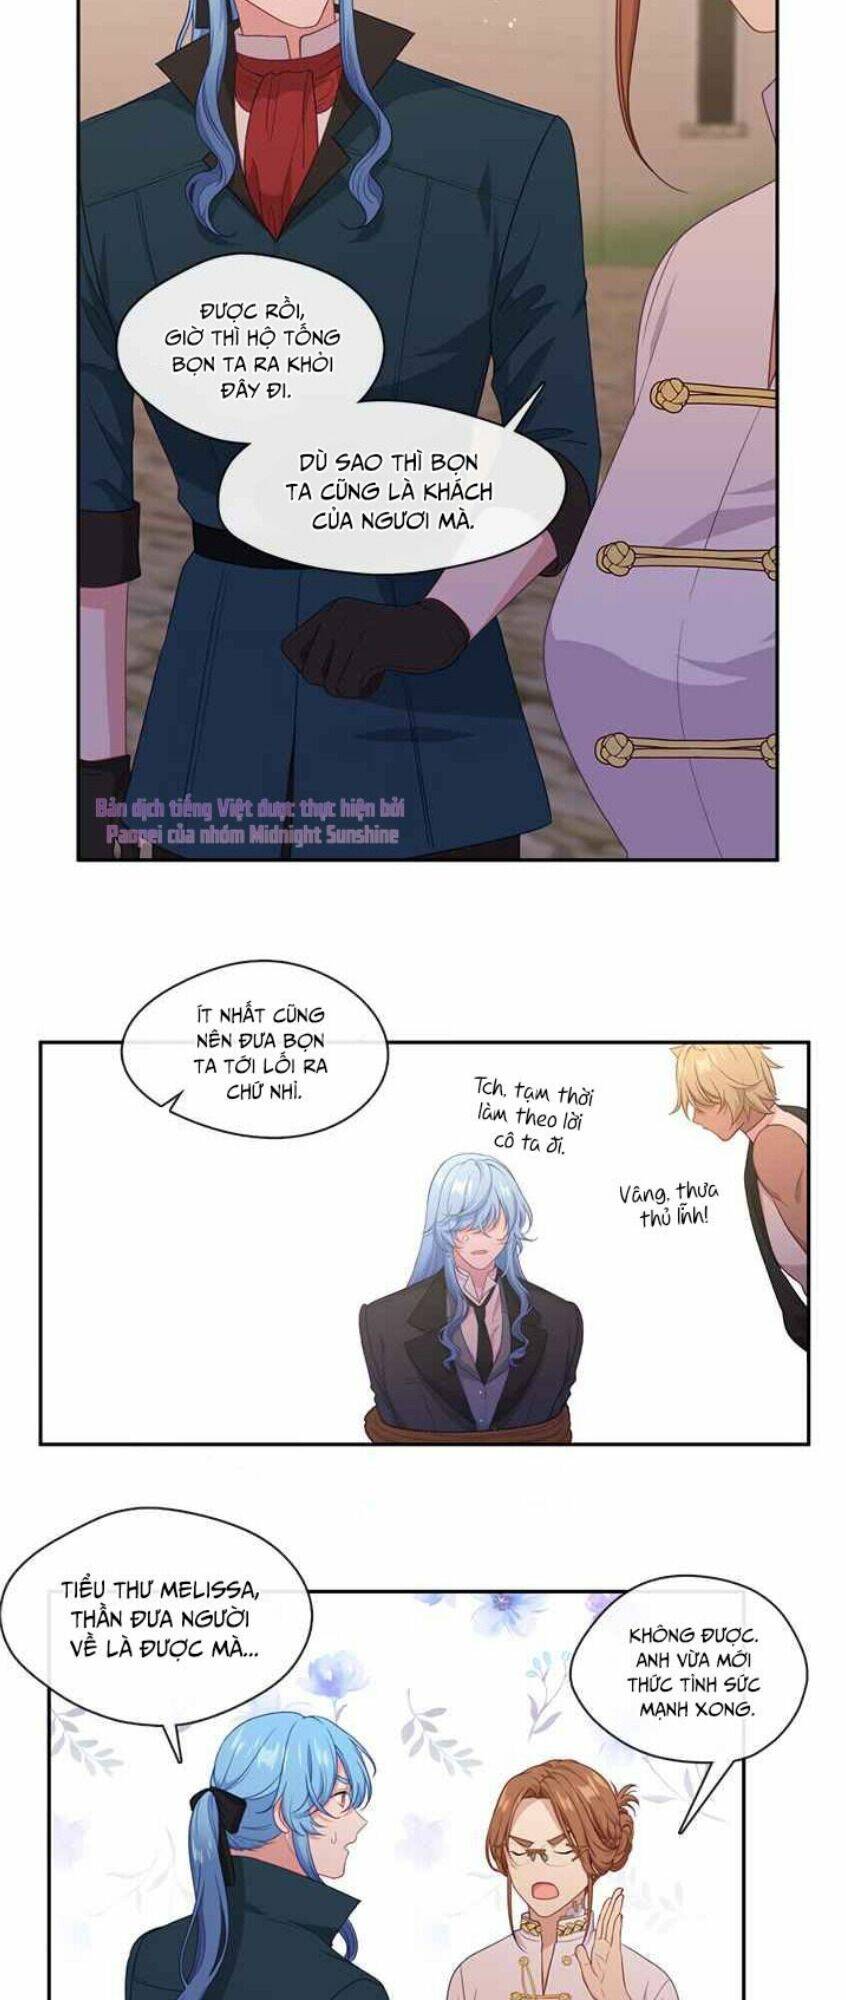 ĐƯỢC RỒI,
GIỜ THÌ HỘ TỐNG
BỌN TA RA KHỎI
ĐÂY ĐI.
DÙ SAO THÌ BỌN
TA CŨNG LÀ KHÁCH
CỦA NGƯƠI MÀ.
Bản dịch tiếng Việt được thực hiện bởi
Paopei của nhóm Midnight Sunshine
ÍT NHẤT CŨNG
NÊN ĐƯA BỌN
TA TỚI LỐI RA
CHỨ NHỈ.
Tch, tạm thời
làm theo lời
cô ta đi.
Vâng, thưa
thủ lĩnh!
TIỂU THƯ MELISSA,
THẦN ĐƯA NGƯỜI
VỀ LÀ ĐƯỢC MÀ...
KHÔNG ĐƯỢC.
ANH VỪA MỚI
THỨC TỈNH SỨC
MẠNH XONG.